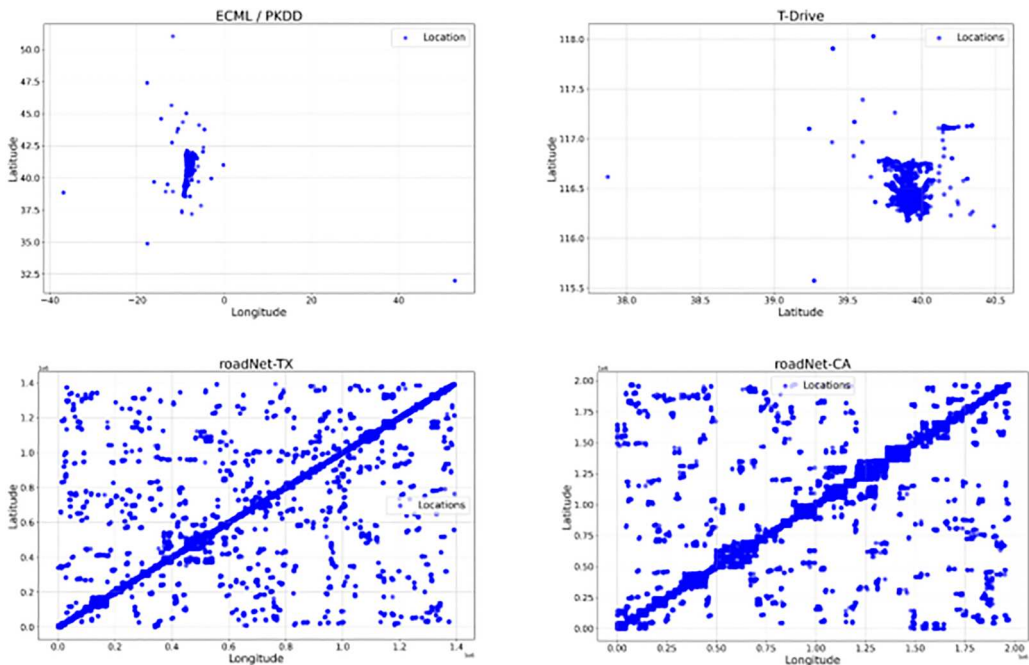 ECML / PKDD
Location
50.0
47.5
45.0
42.5
40.0
37.5
35.0
32.5
Latitude
−40 −20 0 20 40
Longitude
T-Drive
Locations
118.0
117.5
117.0
116.5
116.0
115.5
Latitude
38.0 38.5 39.0 39.5 40.0 40.5
Latitude
roadNet-TX
1e6
1.4
1.2
1.0
0.8
0.6
0.4
0.2
0.0
Latitude
Locations
0.0 0.2 0.4 0.6 0.8 1.0 1.2 1.4
Longitude
1e6
roadNet-CA
1e6
Locations
2.00
1.75
1.50
1.25
1.00
0.75
0.50
0.25
0.00
Latitude
0.00 0.25 0.50 0.75 1.00 1.25 1.50 1.75 2.00
Longitude
1e6